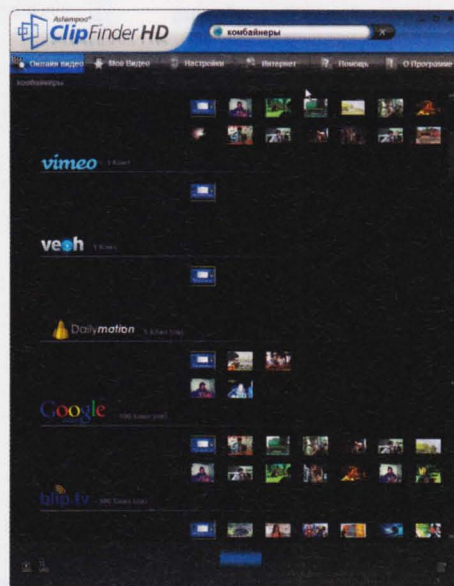 Ashampoo®
ClipFinder HD
комбайнеры
Онлайн видео Мое Видео Настройки Интернет Помощь О Программе
комбайнеры
vimeo
veoh
Dailymotion
Google
blip.tv